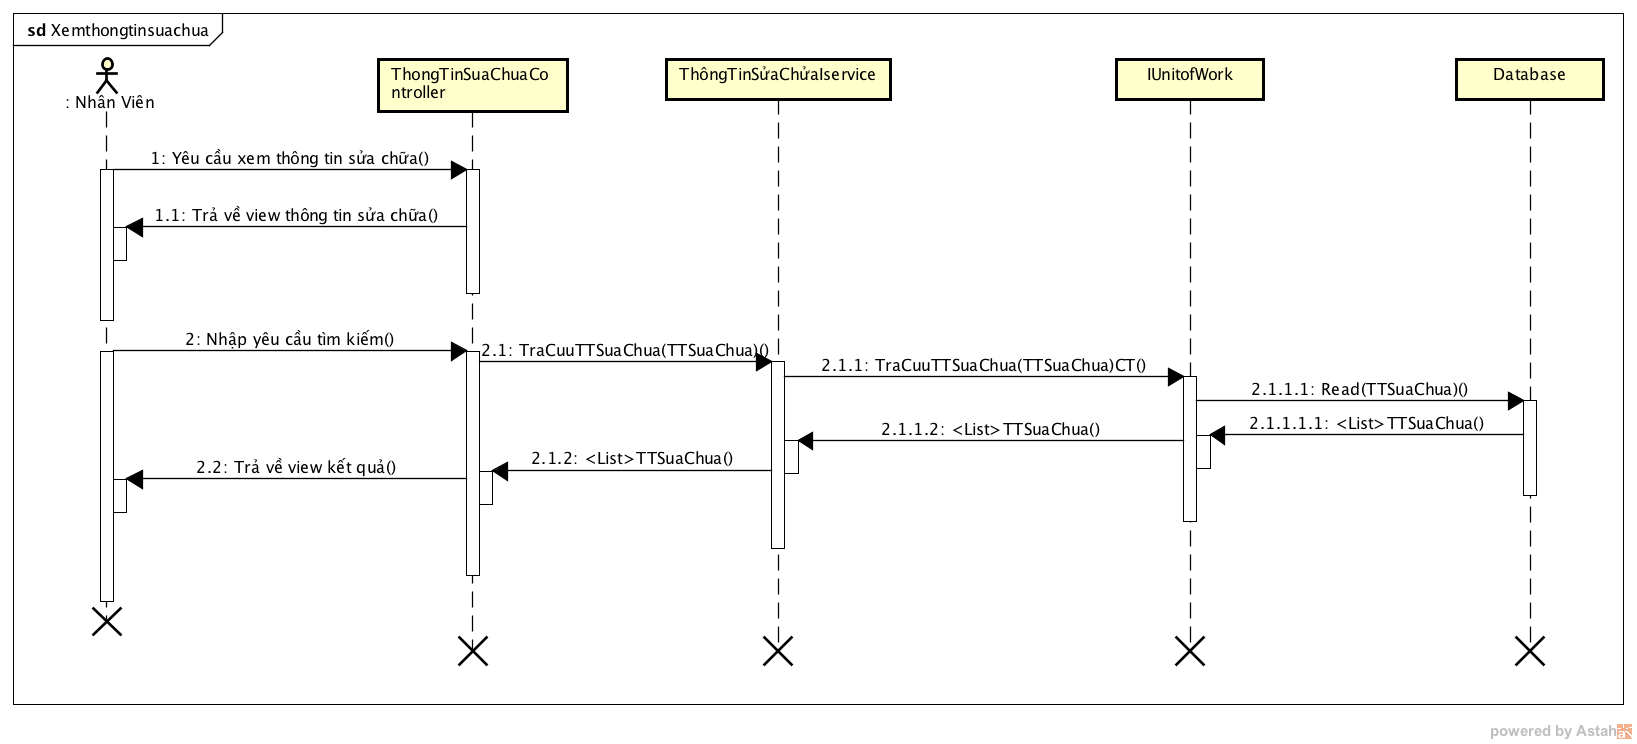 sd Xemthongtinsuachua
: Nhân Viên
ThongTinSuaChuaCo
ntroller
ThôngTinSửaChửaIservice
IUnitofWork
Database
1: Yêu cầu xem thông tin sửa chữa()
1.1: Trả về view thông tin sửa chữa()
2: Nhập yêu cầu tìm kiếm()
2.1: TraCuuTTSuaChua(TTSuaChua)()
2.1.1: TraCuuTTSuaChua(TTSuaChua)CT()
2.1.1.1: Read(TTSuaChua)()
2.1.1.1.1: <List>TTSuaChua()
2.1.1.2: <List>TTSuaChua()
2.1.2: <List>TTSuaChua()
2.2: Trả về view kết quả()
powered by Astah